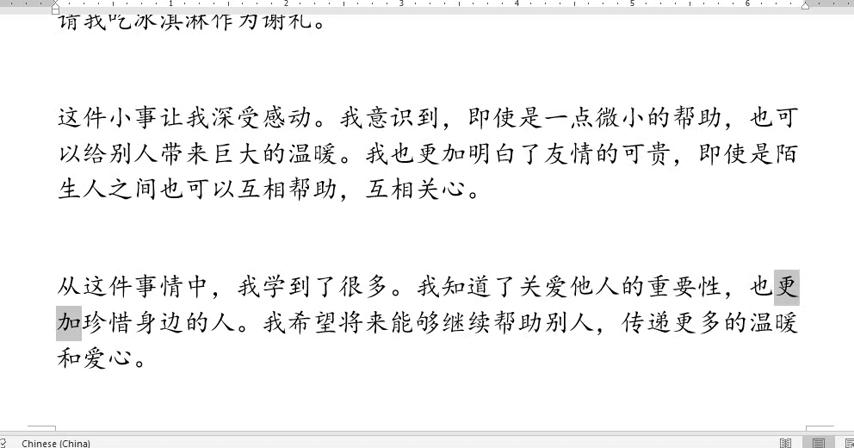 1 2 3 4 5 6
请我吃冰淇淋作为谢礼。
这件小事让我深受感动。我意识到，即使是一点微小的帮助，也可
以给别人带来巨大的温暖。我也更加明白了友情的可贵，即使是陌
生人之间也可以互相帮助，互相关心。
从这件事情中，我学到了很多。我知道了关爱他人的重要性，也更
加珍惜身边的人。我希望将来能够继续帮助别人，传递更多的温暖
和爱心。
Chinese (China)